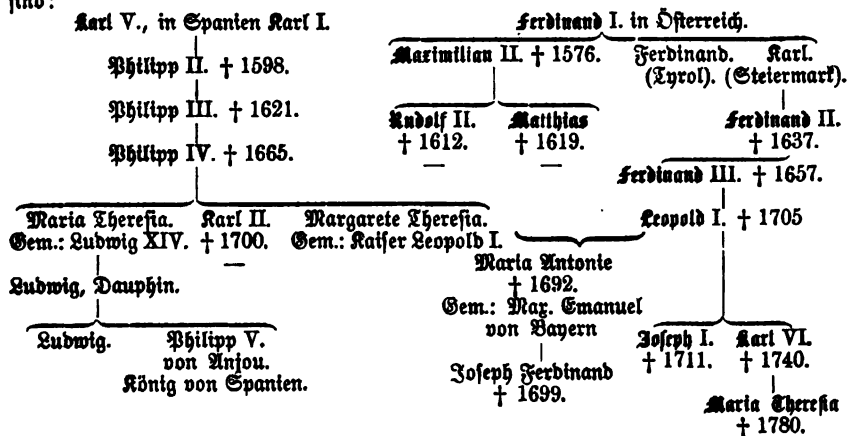 sind:
Karl V., in Spanien Karl I.
Philipp II. † 1598.
Philipp III. † 1621.
Philipp IV. † 1665.
Maria Theresia. Karl II. Margarete Theresia.
Gem.: Ludwig XIV. † 1700. Gem.: Kaiser Leopold I.
—
Ludwig, Dauphin.
Ludwig. Philipp V.
von Anjou.
König von Spanien.
Ferdinand I. in Österreich.
Maximilian II. † 1576. Ferdinand. Karl.
(Tyrol). (Steiermark).
Rudolf II. Matthias Ferdinand II.
† 1612. † 1619. † 1637.
— —
Ferdinand III. † 1657.
Leopold I. † 1705
Maria Antonie
† 1692.
Gem.: Max. Emanuel
von Bayern
Joseph Ferdinand
† 1699.
Joseph I. Karl VI.
† 1711. † 1740.
Maria Theresia
† 1780.